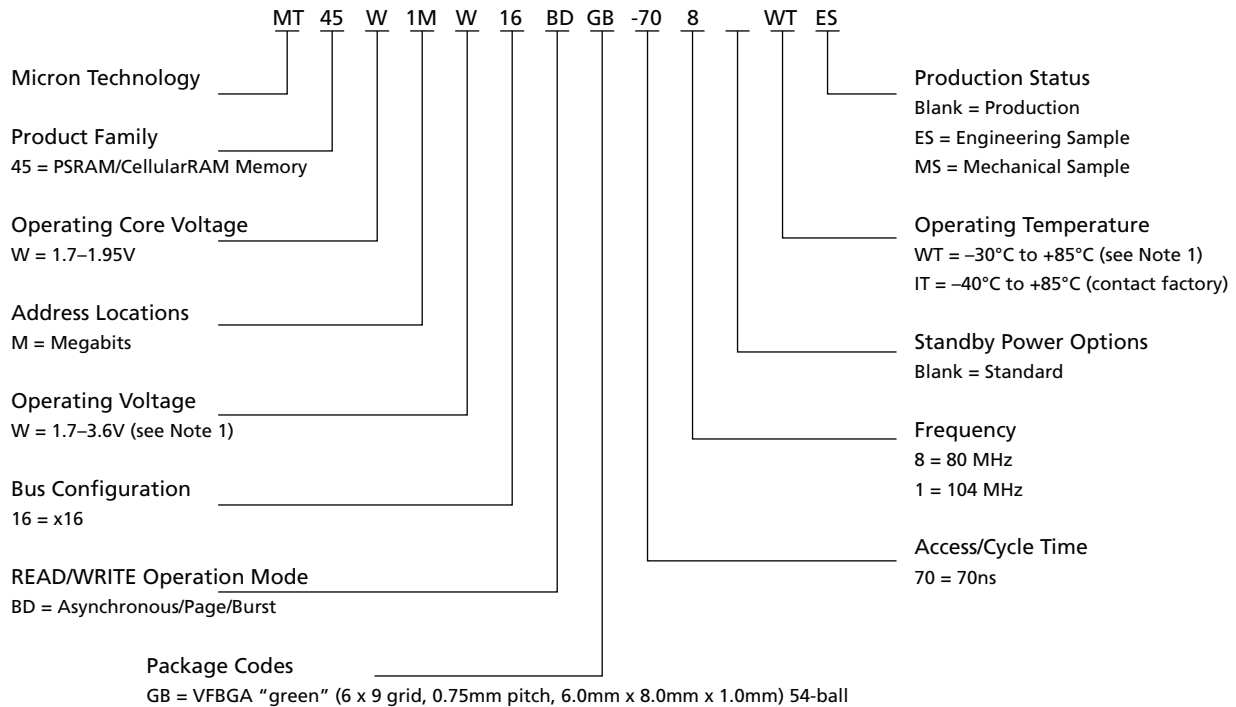 MT 45 W 1M W 16 BD GB -70 8 WT ES
Micron Technology
Product Family
45 = PSRAM/CellularRAM Memory
Operating Core Voltage
W = 1.7–1.95V
Address Locations
M = Megabits
Operating Voltage
W = 1.7–3.6V (see Note 1)
Bus Configuration
16 = x16
READ/WRITE Operation Mode
BD = Asynchronous/Page/Burst
Package Codes
GB = VFBGA “green” (6 x 9 grid, 0.75mm pitch, 6.0mm x 8.0mm x 1.0mm) 54-ball
Production Status
Blank = Production
ES = Engineering Sample
MS = Mechanical Sample
Operating Temperature
WT = –30°C to +85°C (see Note 1)
IT = –40°C to +85°C (contact factory)
Standby Power Options
Blank = Standard
Frequency
8 = 80 MHz
1 = 104 MHz
Access/Cycle Time
70 = 70ns